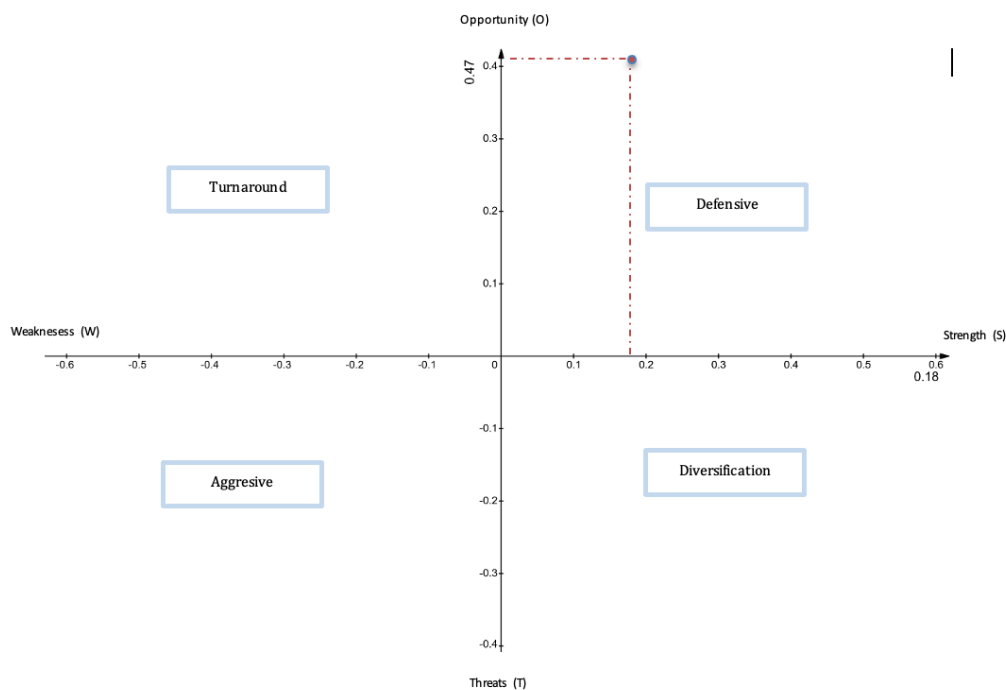 Opportunity (O)
0.47
0.4
0.3
Turnaround
Defensive
0.2
0.1
Weaknesess (W)
Strength (S)
-0.6 -0.5 -0.4 -0.3 -0.2 -0.1 0 0.1 0.2 0.3 0.4 0.5 0.6
0.18
-0.1
Aggresive
Diversification
-0.2
-0.3
-0.4
Threats (T)